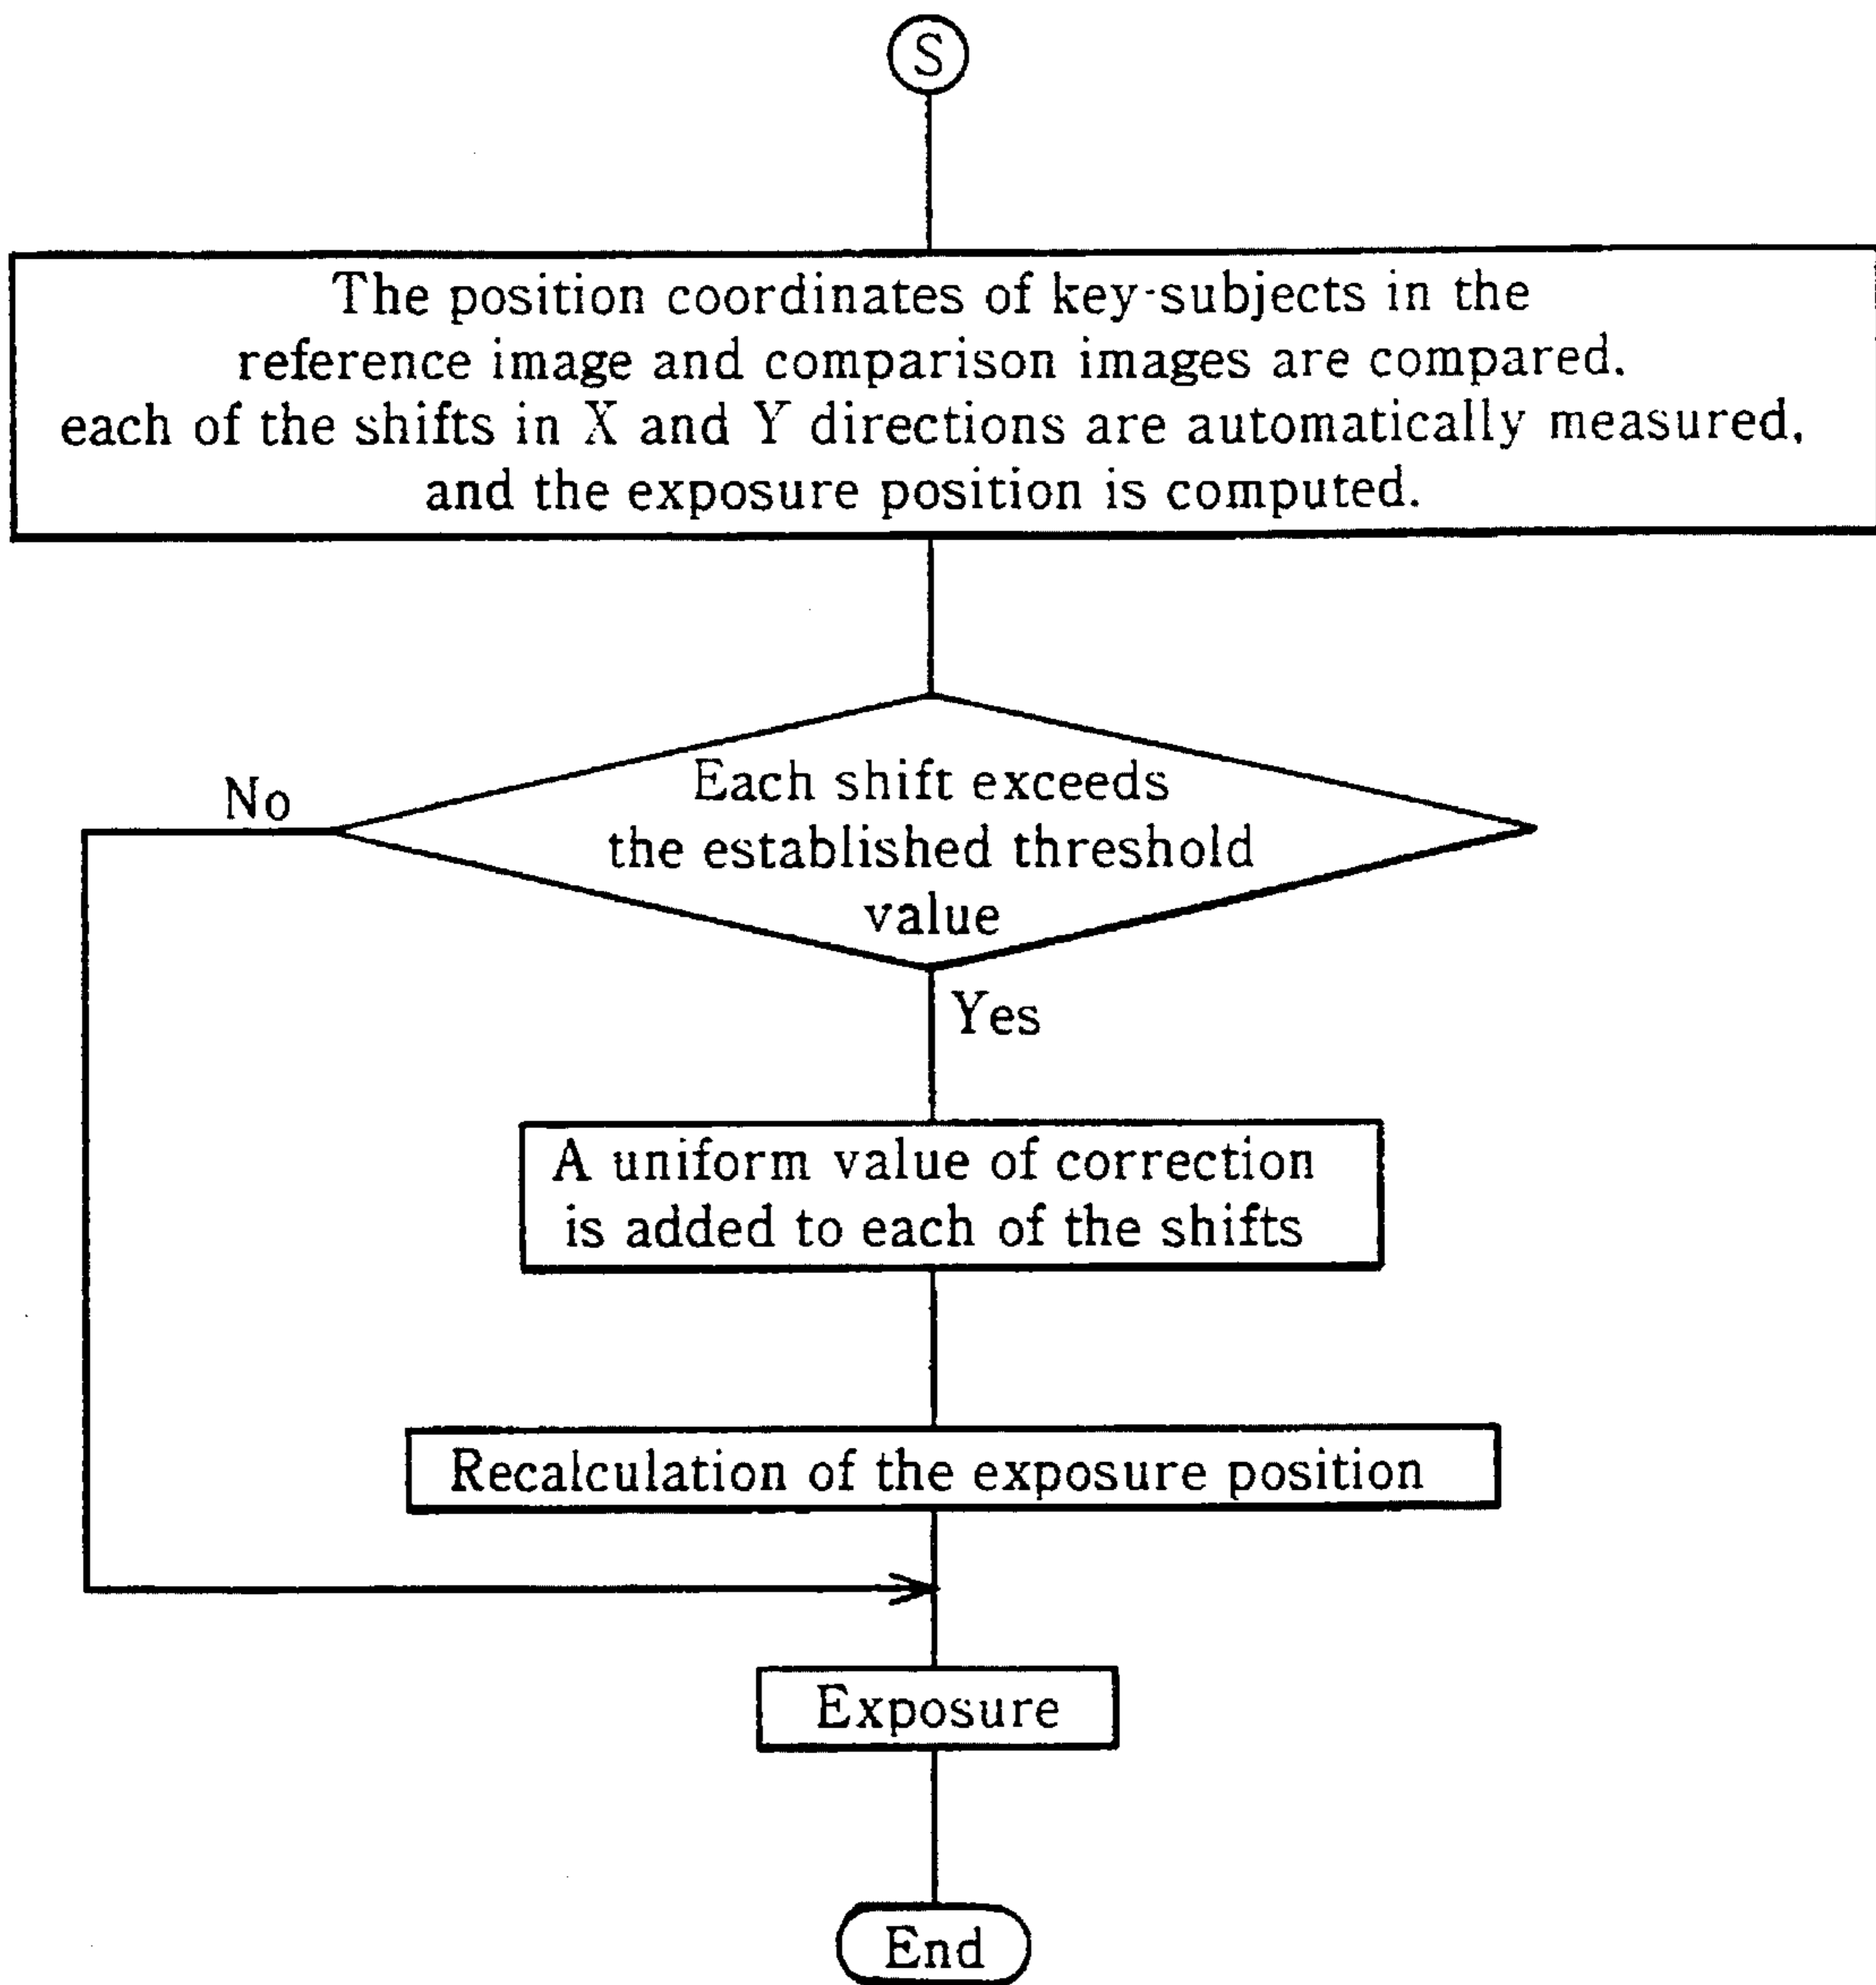 S
The position coordinates of key-subjects in the
reference image and comparison images are compared.
each of the shifts in X and Y directions are automatically measured,
and the exposure position is computed.
No
Each shift exceeds
the established threshold
value
Yes
A uniform value of correction
is added to each of the shifts
Recalculation of the exposure position
Exposure
End